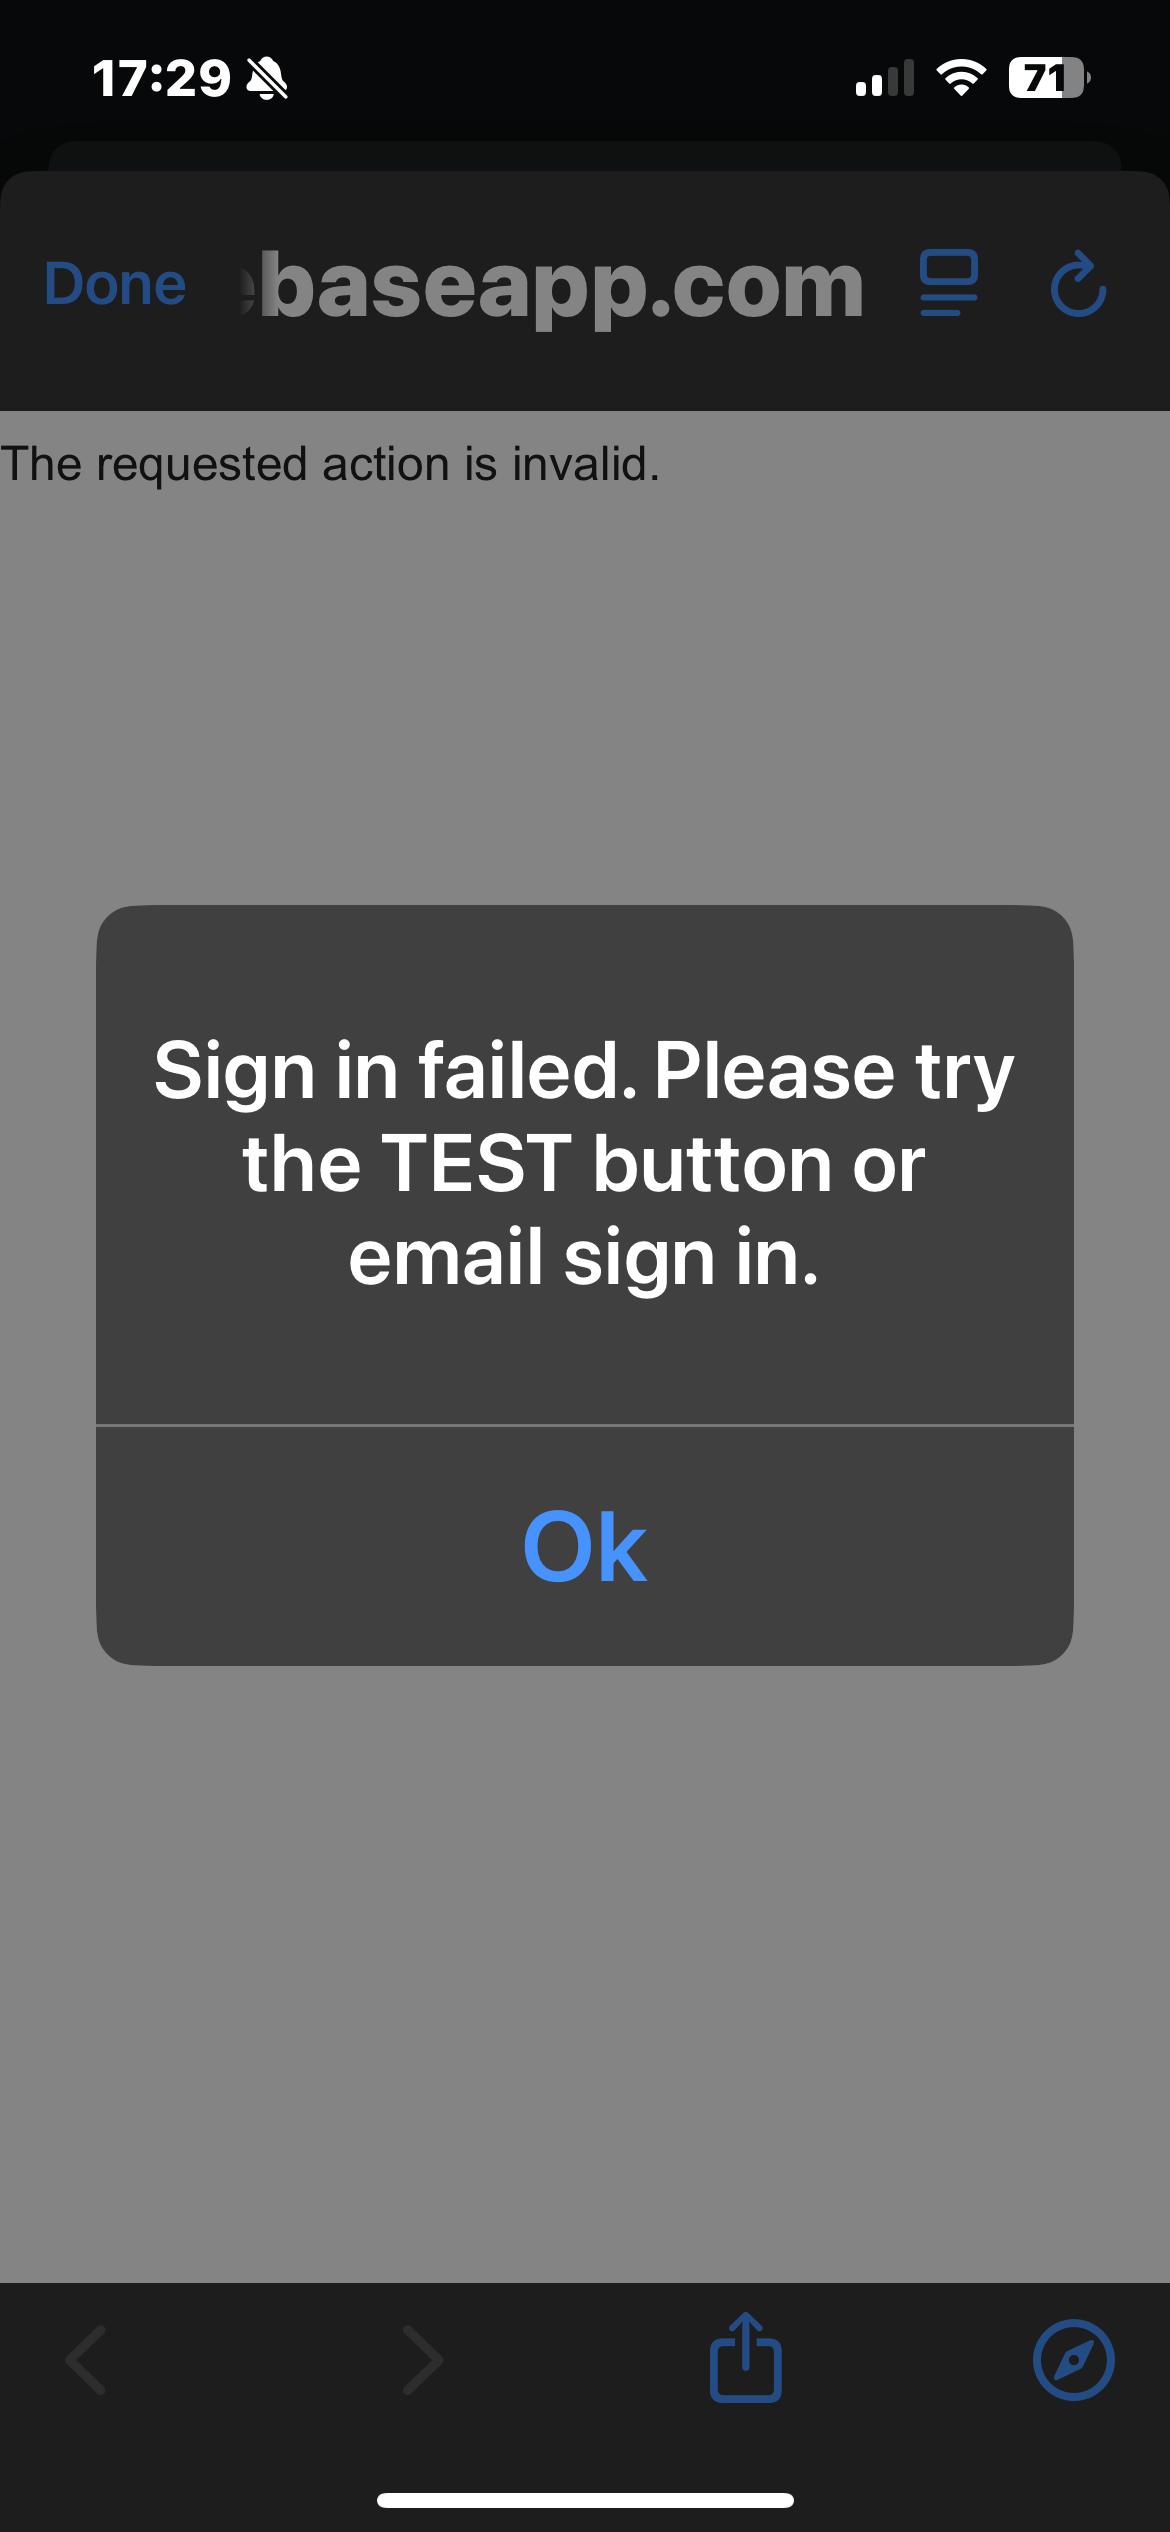 17:29
71
Done
ebaseapp.com
The requested action is invalid.
Sign in failed. Please try
the TEST button or
email sign in.
Ok